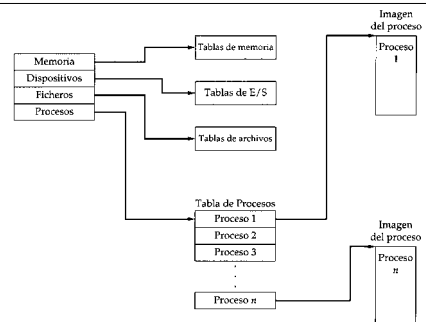 Imagen
del proceso
Proceso
1
Tablas de memoria
Memoria
Dispositivos
Ficheros
Procesos
Tablas de E/S
Tablas de archivos
Tabla de Procesos
Proceso 1
Proceso 2
Proceso 3
Proceso n
Imagen
del proceso
Proceso
n